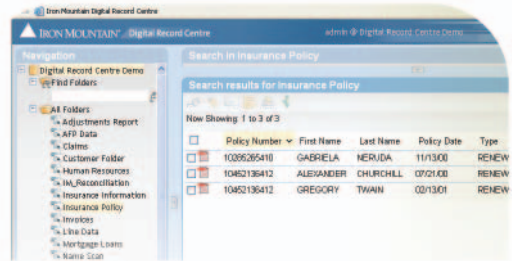 Iron Mountain Digital Record Centre
IRON MOUNTAIN Digital Record Centre admin @ Digital Record Centre Demo
Navigation
Search in Insurance Policy
Digital Record Centre Demo
Find Folders
Search results for Insurance Policy
All Folders
Now Showing: 1 to 3 of 3
Adjustments Report
AFP Data
Policy Number First Name Last Name Policy Date Type
Claims
Customer Folder
10265265410 GABRIELA NERUDA 11/13/00 RENEW
Human Resources
10452136412 ALEXANDER CHURCHILL 07/21/00 RENEW
IM_Reconciliation
Insurance Information
10452136412 GREGORY TWAIN 02/13/01 RENEW
Insurance Policy
Invoices
Line Data
Mortgage Loans
Name Scan